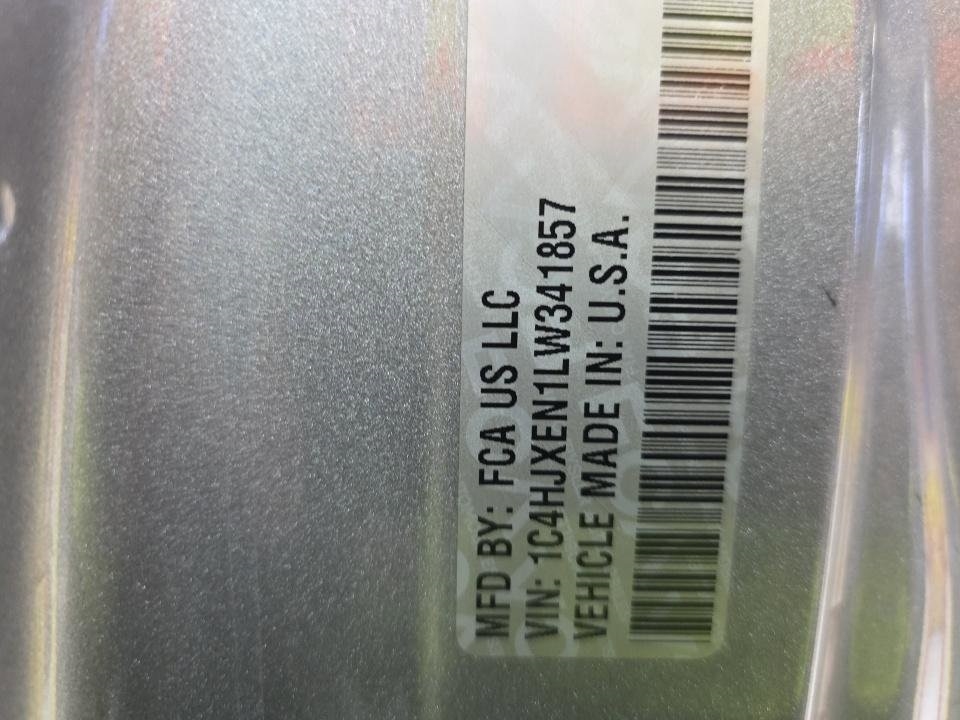 MFD BY: FCA US LLC
VIN: 1C4HJXEN1LW341857
VEHICLE MADE IN: U.S.A.